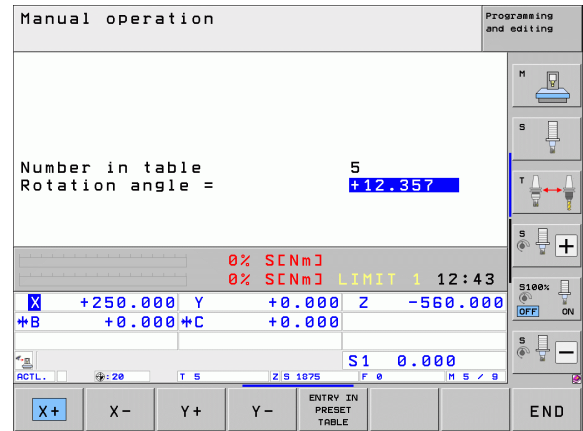 Manual operation
Programming
and editing
M
S
Number in table 5
Rotation angle = +12.357
T
S
+
0% S[Nm]
0% S[Nm] LIMIT 1 12:43
X +250.000 Y +0.000 Z -560.000
B +0.000 C +0.000
S1 0.000
ACTL. : 20 T 5 Z S 1875 F 0 M 5 / 9
S100%
OFF ON
S
-
X+ X- Y+ Y- ENTRY IN
PRESET
TABLE
END